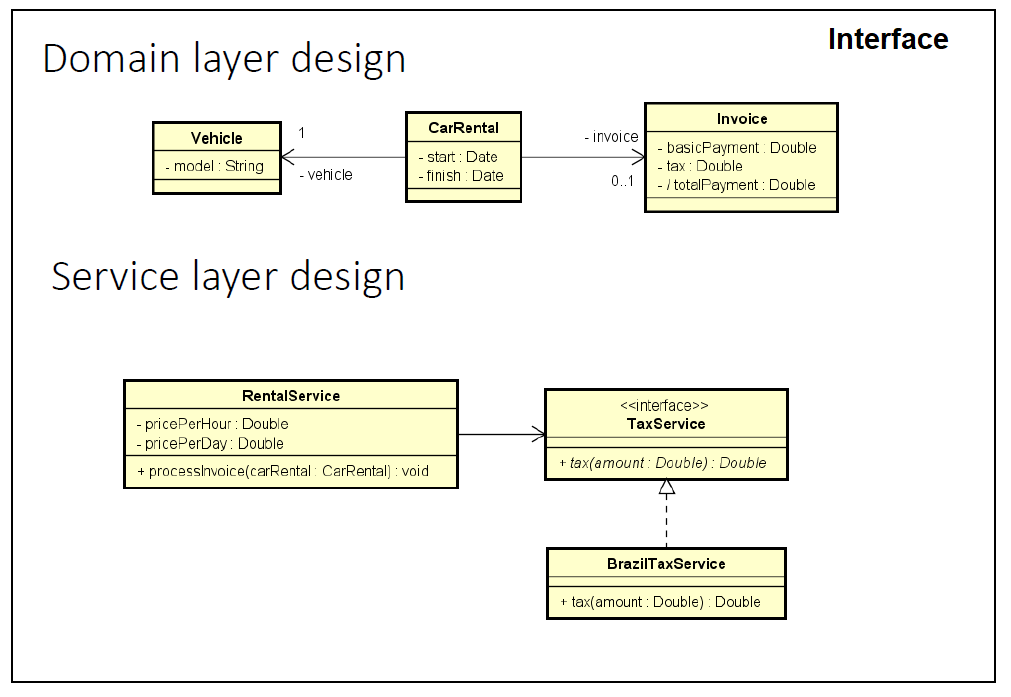 Interface
Domain layer design
Vehicle
- model : String
1
- vehicle
CarRental
- start : Date
- finish : Date
- invoice
0..1
Invoice
- basicPayment : Double
- tax : Double
- / totalPayment : Double
Service layer design
RentalService
- pricePerHour : Double
- pricePerDay : Double
+ processInvoice(carRental : CarRental) : void
<<interface>>
TaxService
+ tax(amount : Double) : Double
BrazilTaxService
+ tax(amount : Double) : Double